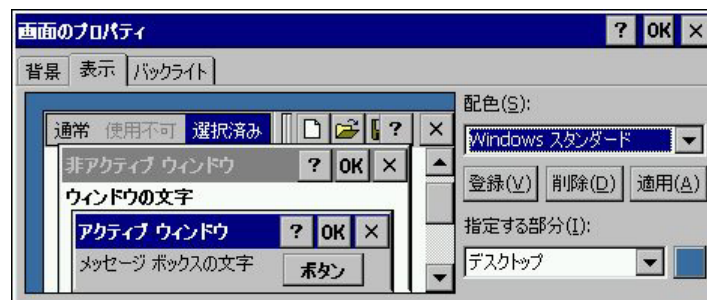 画面のプロパティ ? OK ×
背景 表示 バックライト
配色(S):
通常 使用不可 選択済み ? ×
Windows スタンダード
非アクティブ ウィンドウ ? OK ×
登録(V) 削除(D) 適用(A)
ウィンドウの文字
指定する部分(I):
アクティブ ウィンドウ ? OK ×
メッセージ ボックスの文字 ボタン
デスクトップ